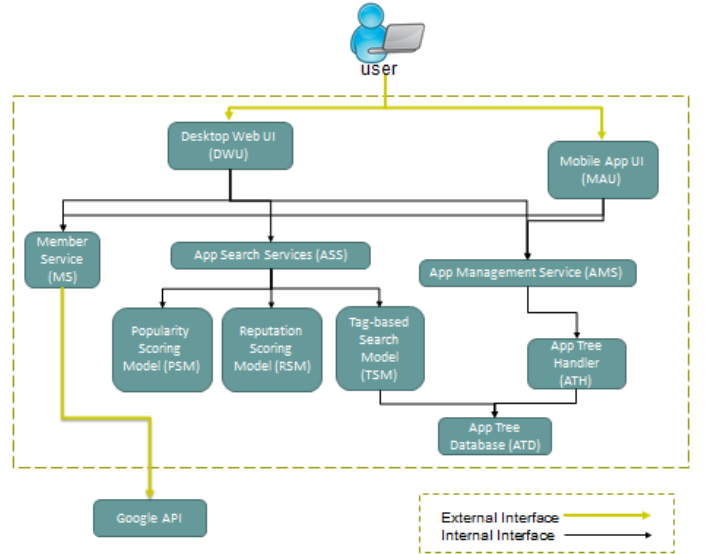 user
Desktop Web UI
(DWU)
Mobile App UI
(MAU)
Member
Service
(MS)
App Search Services (ASS)
App Management Service (AMS)
Popularity
Scoring
Model (PSM)
Reputation
Scoring
Model (RSM)
Tag-based
Search
Model
(TSM)
App Tree
Handler
(ATH)
App Tree
Database (ATD)
Google API
External Interface
Internal Interface